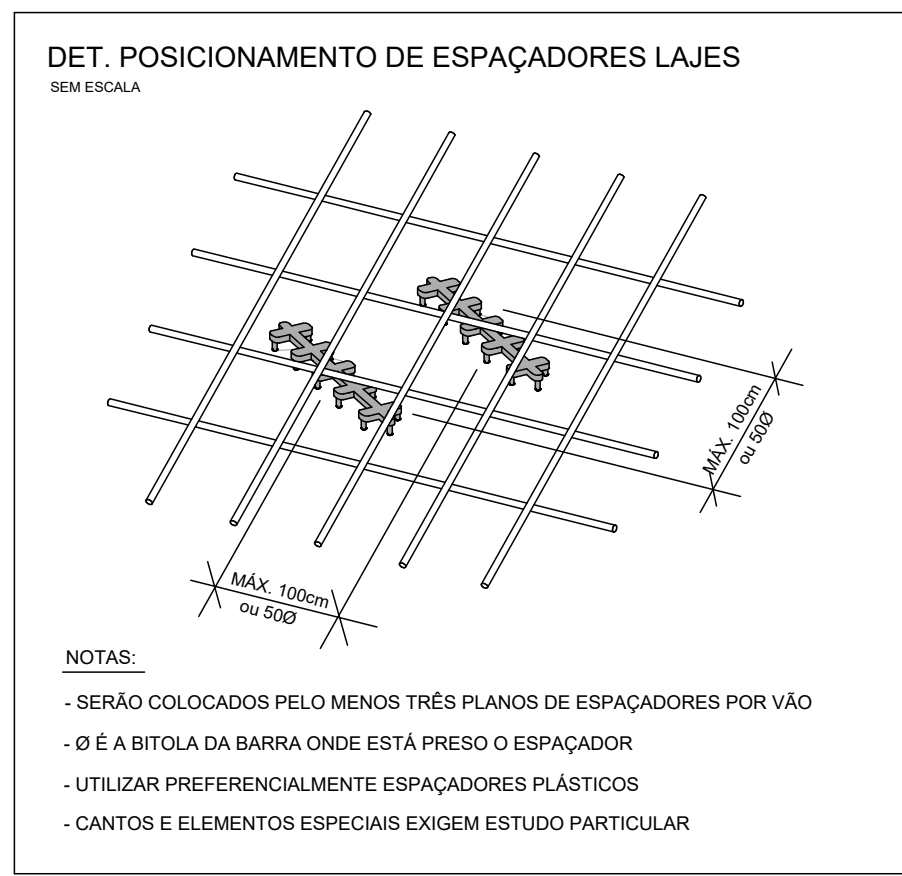 DET. POSICIONAMENTO DE ESPAÇADORES LAJES
SEM ESCALA
MÁX. 100cm
ou 50Ø
MÁX. 100cm
ou 50Ø
NOTAS:
- SERÃO COLOCADOS PELO MENOS TRÊS PLANOS DE ESPAÇADORES POR VÃO
- Ø É A BITOLA DA BARRA ONDE ESTÁ PRESO O ESPAÇADOR
- UTILIZAR PREFERENCIALMENTE ESPAÇADORES PLÁSTICOS
- CANTOS E ELEMENTOS ESPECIAIS EXIGEM ESTUDO PARTICULAR